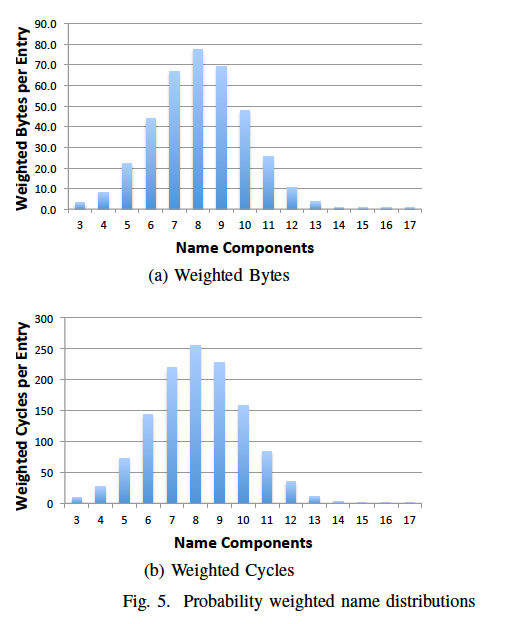 90.0
80.0
70.0
60.0
50.0
40.0
30.0
20.0
10.0
0.0
Weighted Bytes per Entry
3 4 5 6 7 8 9 10 11 12 13 14 15 16 17
Name Components
(a) Weighted Bytes
300
250
200
150
100
50
0
Weighted Cycles per Entry
3 4 5 6 7 8 9 10 11 12 13 14 15 16 17
Name Components
(b) Weighted Cycles
Fig. 5. Probability weighted name distributions